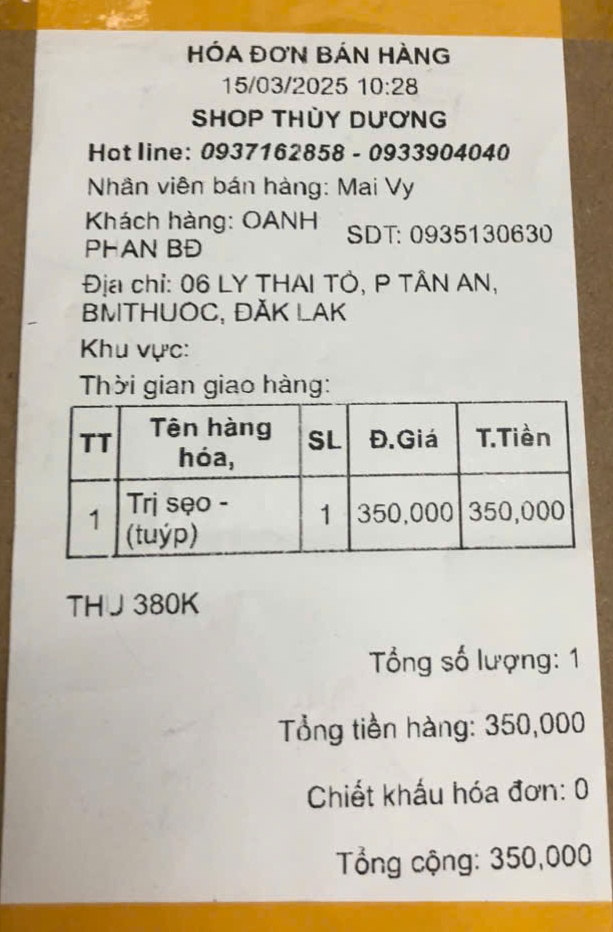 HÓA ĐƠN BÁN HÀNG
15/03/2025 10:28
SHOP THÙY DƯƠNG
Hot line: 0937162858 - 0933904040
Nhân viên bán hàng: Mai Vy
Khách hàng: OANH PHAN BĐ
SDT: 0935130630
Địa chỉ: 06 LY THAI TỎ, P TÂN AN,
BMTHUOC, ĐĂK LAK
Khu vực:
Thời gian giao hàng:
TT Tên hàng hóa, SL Đ.Giá T.Tiền
1 Trị sẹo - (tuýp) 1 350,000 350,000
THU 380K
Tổng số lượng: 1
Tổng tiền hàng: 350,000
Chiết khấu hóa đơn: 0
Tổng cộng: 350,000